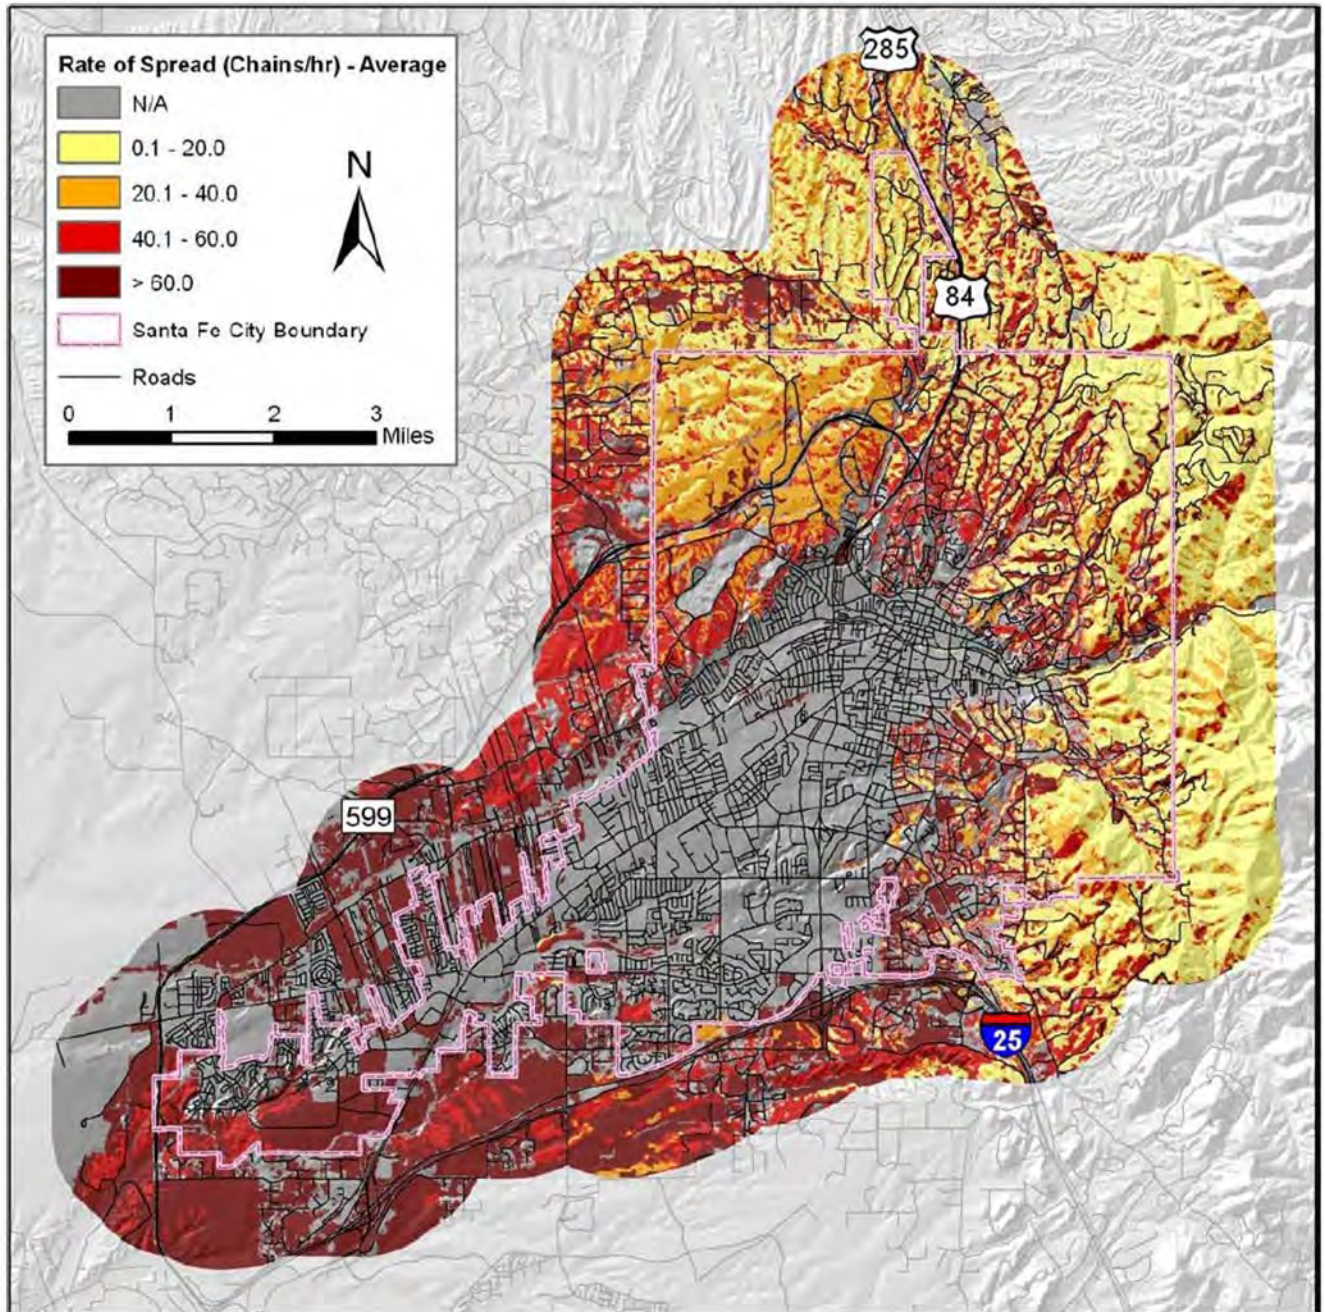 Rate of Spread (Chains/hr) - Average
N/A
0.1 - 20.0
20.1 - 40.0
40.1 - 60.0
> 60.0
Santa Fe City Boundary
Roads
N
0 1 2 3
Miles
285
84
599
25